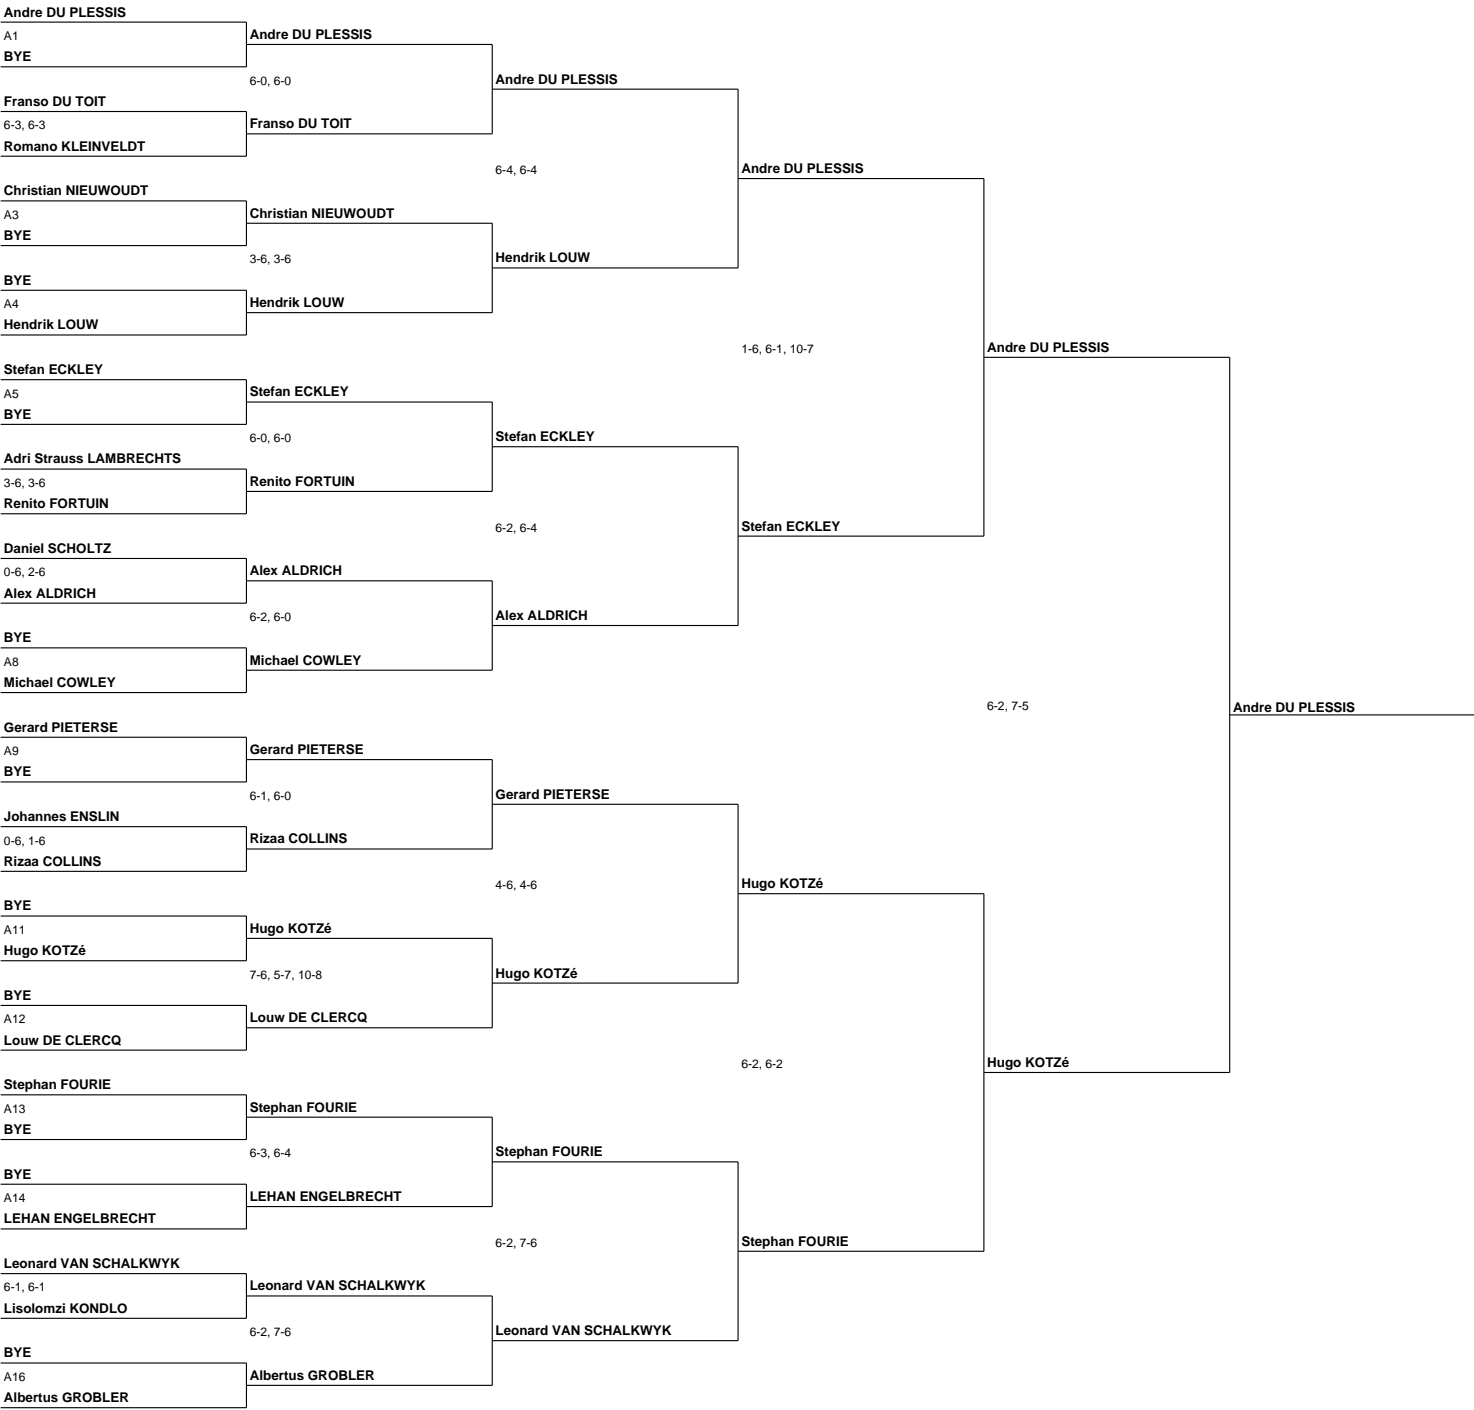 Andre DU PLESSIS
A1
BYE
Franso DU TOIT
6-3, 6-3
Romano KLEINVELDT
Christian NIEUWOUDT
A3
BYE
BYE
A4
Hendrik LOUW
Stefan ECKLEY
A5
BYE
Adri Strauss LAMBRECHTS
3-6, 3-6
Renito FORTUIN
Daniel SCHOLTZ
0-6, 2-6
Alex ALDRICH
BYE
A8
Michael COWLEY
Gerard PIETERSE
A9
BYE
Johannes ENSLIN
0-6, 1-6
Rizaa COLLINS
BYE
A11
Hugo KOTZé
BYE
A12
Louw DE CLERCQ
Stephan FOURIE
A13
BYE
BYE
A14
LEHAN ENGELBRECHT
Leonard VAN SCHALKWYK
6-1, 6-1
Lisolomzi KONDLO
BYE
A16
Albertus GROBLER
Andre DU PLESSIS
6-0, 6-0
Franso DU TOIT
Christian NIEUWOUDT
3-6, 3-6
Hendrik LOUW
Stefan ECKLEY
6-0, 6-0
Renito FORTUIN
Alex ALDRICH
6-2, 6-0
Michael COWLEY
Gerard PIETERSE
6-1, 6-0
Rizaa COLLINS
Hugo KOTZé
7-6, 5-7, 10-8
Louw DE CLERCQ
Stephan FOURIE
6-3, 6-4
LEHAN ENGELBRECHT
Leonard VAN SCHALKWYK
6-2, 7-6
Albertus GROBLER
Andre DU PLESSIS
6-4, 6-4
Hendrik LOUW
Stefan ECKLEY
6-2, 6-4
Alex ALDRICH
Gerard PIETERSE
4-6, 4-6
Hugo KOTZé
Stephan FOURIE
6-2, 7-6
Leonard VAN SCHALKWYK
Andre DU PLESSIS
1-6, 6-1, 10-7
Stefan ECKLEY
Hugo KOTZé
6-2, 6-2
Stephan FOURIE
Andre DU PLESSIS
6-2, 7-5
Hugo KOTZé
Andre DU PLESSIS